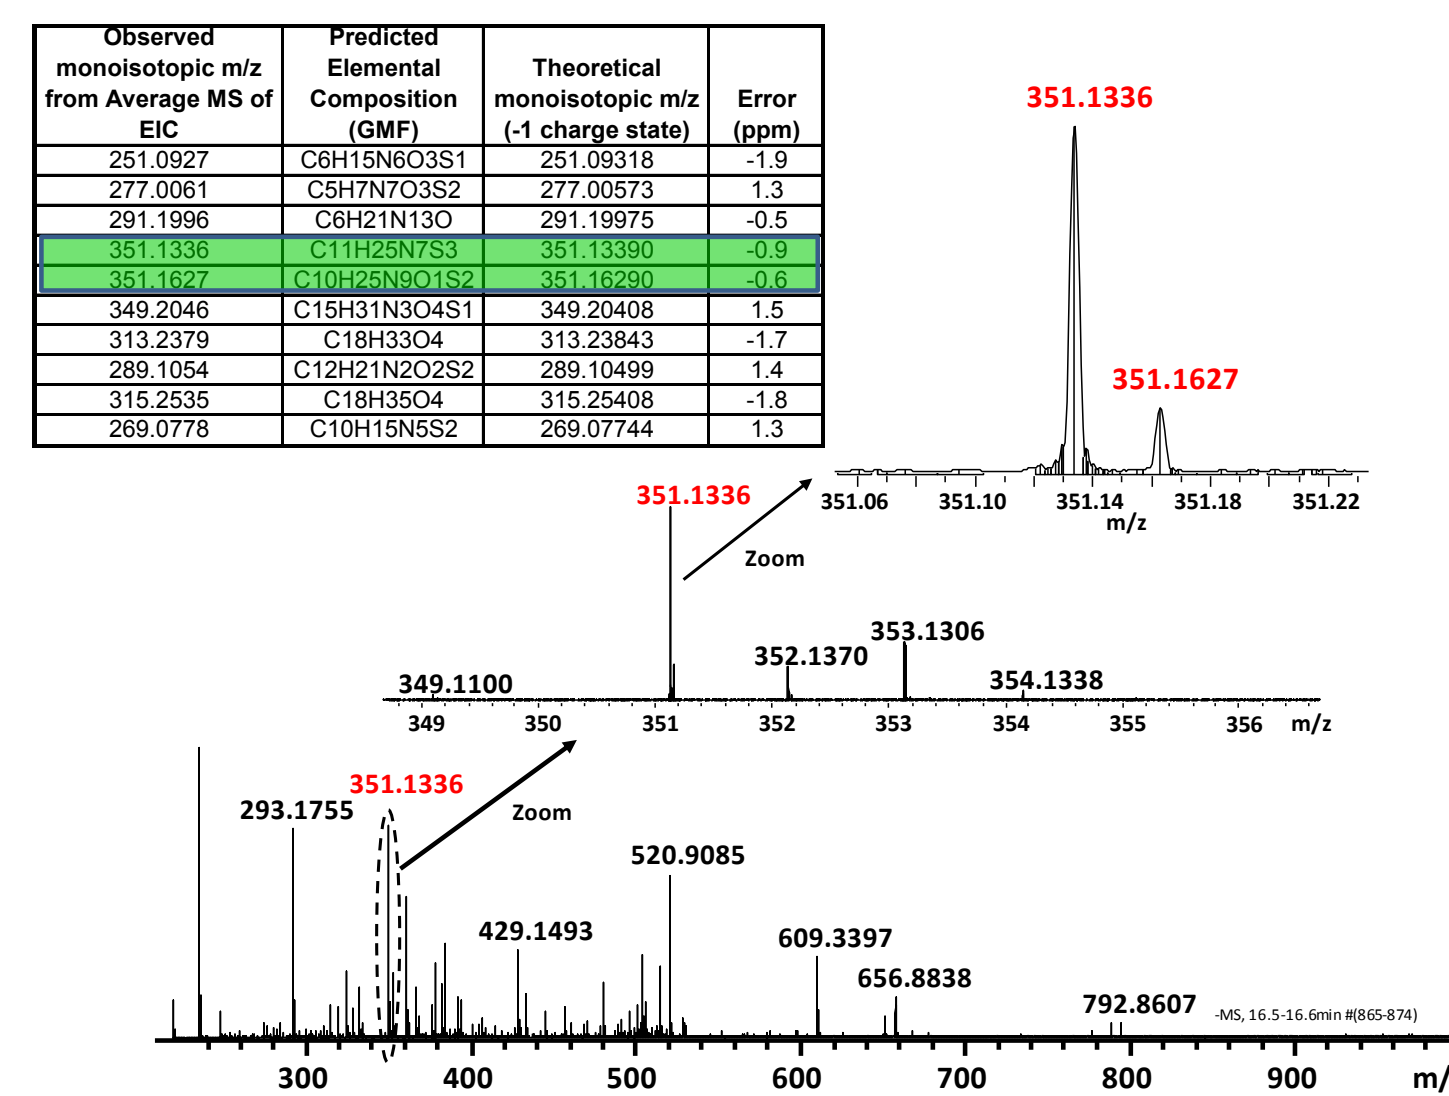 Observed monoisotopic m/z from Average MS of EIC | Predicted Elemental Composition (GMF) | Theoretical monoisotopic m/z (-1 charge state) | Error (ppm)
251.0927 C6H15N6O3S1 251.09318 -1.9
277.0061 C5H7N7O3S2 277.00573 1.3
291.1996 C6H21N13O 291.19975 -0.5
351.1336 C11H25N7S3 351.13390 -0.9
351.1627 C10H25N9O1S2 351.16290 -0.6
349.2046 C15H31N3O4S1 349.20408 1.5
313.2379 C18H33O4 313.23843 -1.7
289.1054 C12H21N2O2S2 289.10499 1.4
315.2535 C18H35O4 315.25408 -1.8
269.0778 C10H15N5S2 269.07744 1.3
351.1336
351.1627
351.06 351.10 351.14 351.18 351.22
m/z
351.1336
Zoom
353.1306
352.1370
349.1100
354.1338
349 350 351 352 353 354 355 356 m/z
351.1336
293.1755
Zoom
520.9085
429.1493
609.3397
656.8838
792.8607
-MS, 16.5-16.6min #(865-874)
300 400 500 600 700 800 900 m/